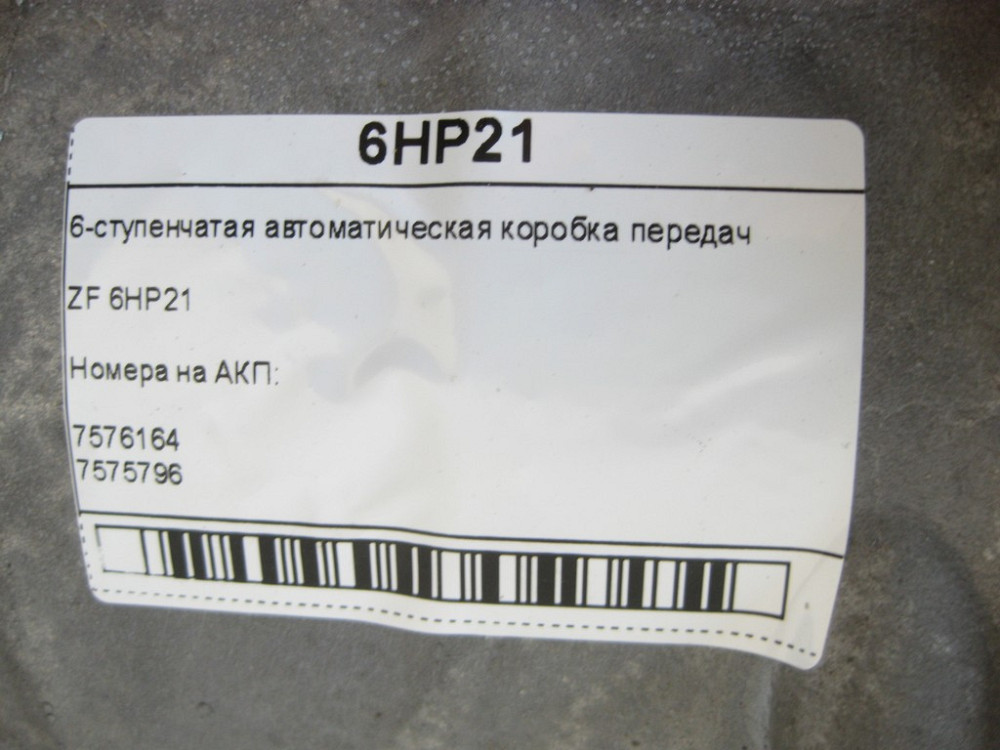 6HP21
6-ступенчатая автоматическая коробка передач
ZF 6HP21
Номера на АКП:
7576164
7575796